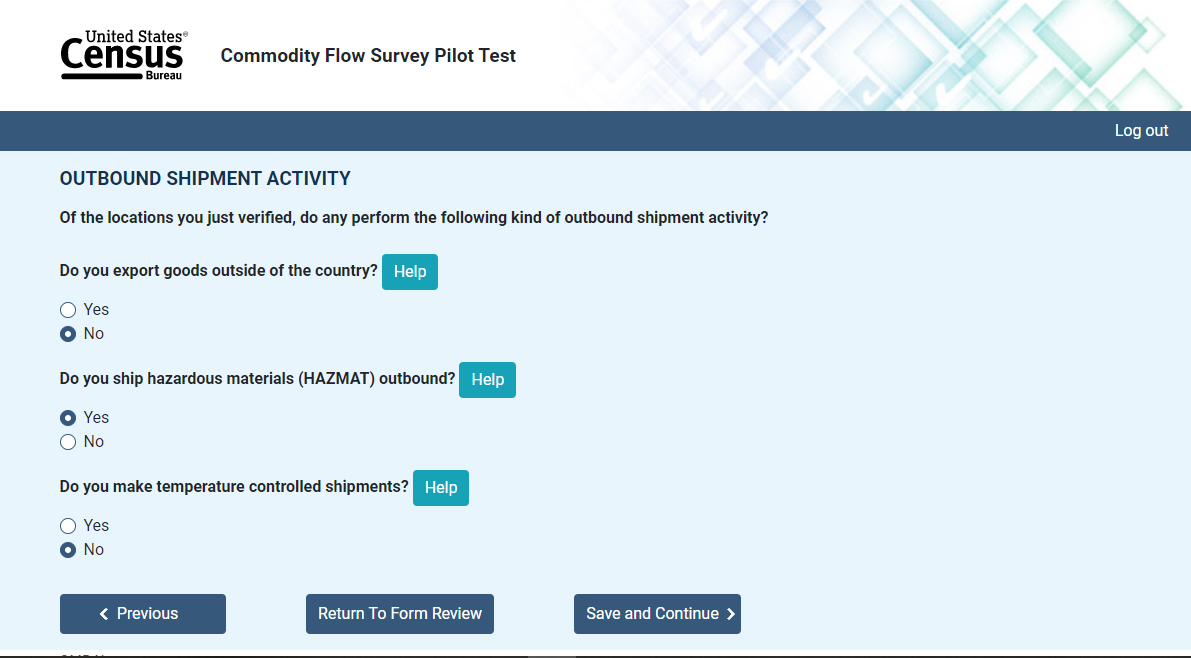 United States®
Census
Bureau
Commodity Flow Survey Pilot Test
Log out
OUTBOUND SHIPMENT ACTIVITY
Of the locations you just verified, do any perform the following kind of outbound shipment activity?
Do you export goods outside of the country? Help
Yes
No
Do you ship hazardous materials (HAZMAT) outbound? Help
Yes
No
Do you make temperature controlled shipments? Help
Yes
No
Previous Return To Form Review Save and Continue